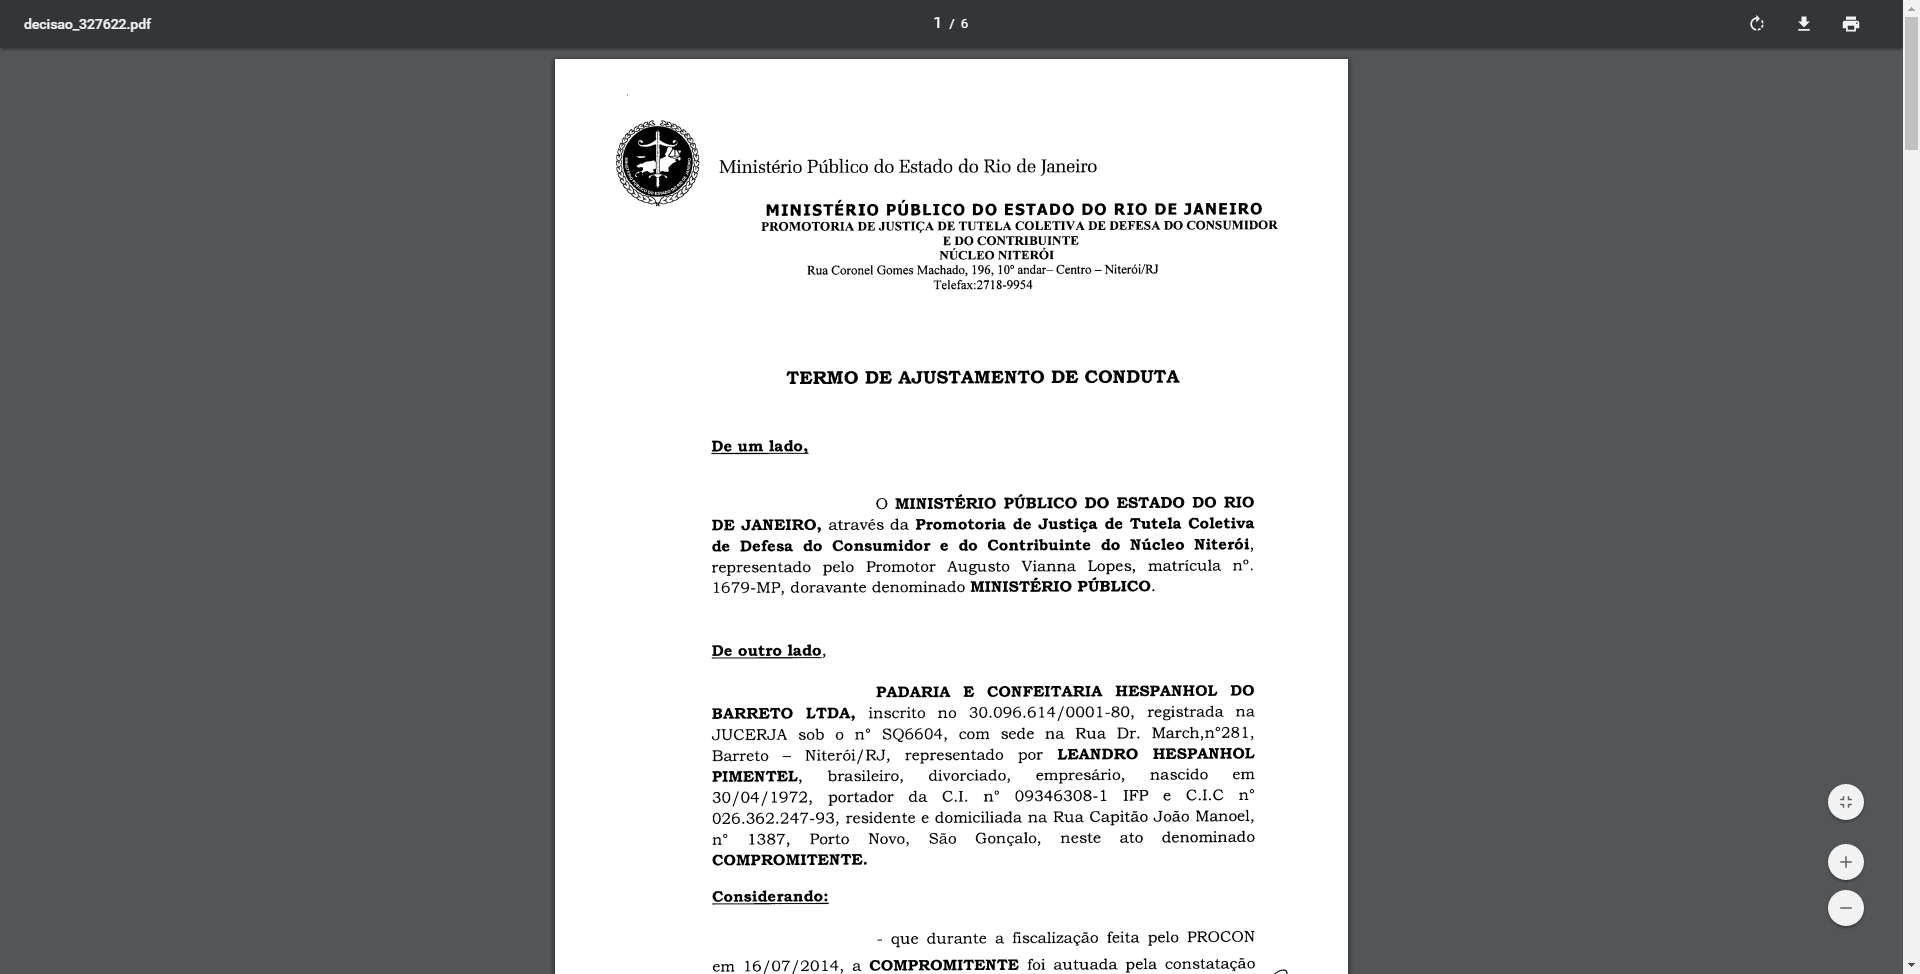 decisao_327622.pdf
1 / 6
Ministério Público do Estado do Rio de Janeiro
MINISTÉRIO PÚBLICO DO ESTADO DO RIO DE JANEIRO
PROMOTORIA DE JUSTIÇA DE TUTELA COLETIVA DE DEFESA DO CONSUMIDOR
E DO CONTRIBUINTE
NÚCLEO NITERÓI
Rua Coronel Gomes Machado, 196, 10º andar– Centro – Niterói/RJ
Telefax:2718-9954
TERMO DE AJUSTAMENTO DE CONDUTA
De um lado,
O MINISTÉRIO PÚBLICO DO ESTADO DO RIO
DE JANEIRO, através da Promotoria de Justiça de Tutela Coletiva
de Defesa do Consumidor e do Contribuinte do Núcleo Niterói,
representado pelo Promotor Augusto Vianna Lopes, matrícula nº.
1679-MP, doravante denominado MINISTÉRIO PÚBLICO.
De outro lado,
PADARIA E CONFEITARIA HESPANHOL DO
BARRETO LTDA, inscrito no 30.096.614/0001-80, registrada na
JUCERJA sob o n° SQ6604, com sede na Rua Dr. March,n°281,
Barreto – Niterói/RJ, representado por LEANDRO HESPANHOL
PIMENTEL, brasileiro, divorciado, empresário, nascido em
30/04/1972, portador da C.I. n° 09346308-1 IFP e C.I.C n°
026.362.247-93, residente e domiciliada na Rua Capitão João Manoel,
n° 1387, Porto Novo, São Gonçalo, neste ato denominado
COMPROMITENTE.
Considerando:
- que durante a fiscalização feita pelo PROCON
em 16/07/2014, a COMPROMITENTE foi autuada pela constatação